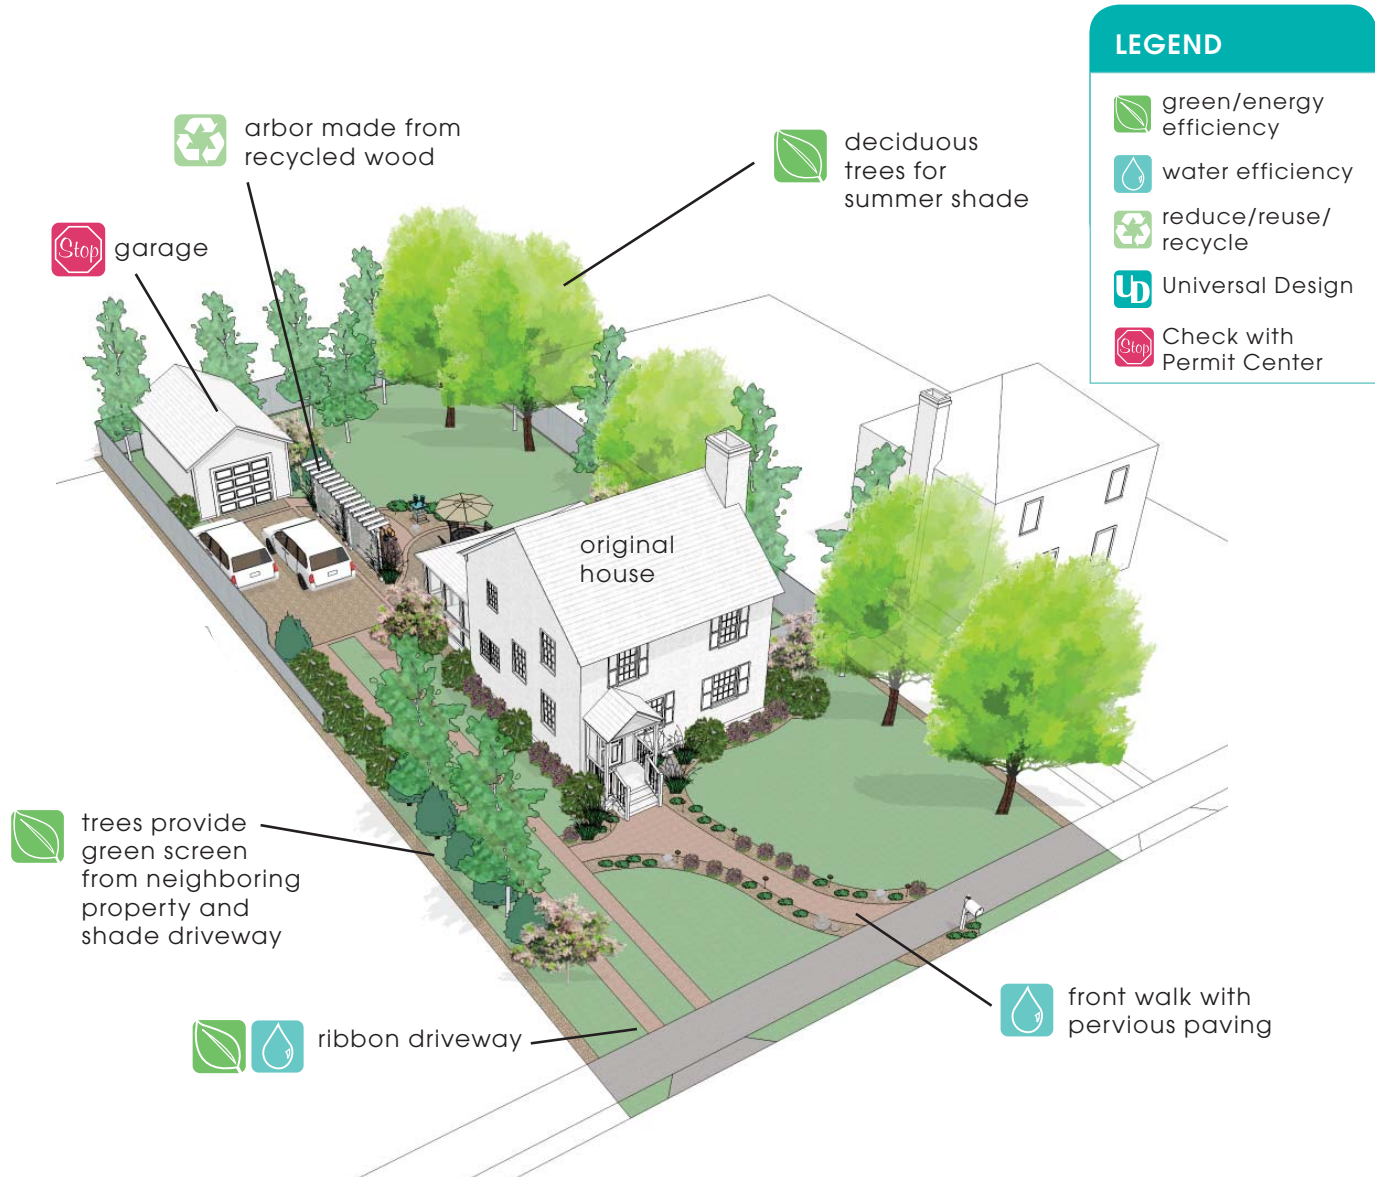 LEGEND
green/energy
efficiency
water efficiency
reduce/reuse/
recycle
UD
Universal Design
Stop
Check with
Permit Center
arbor made from
recycled wood
deciduous
trees for
summer shade
Stop
garage
original
house
trees provide
green screen
from neighboring
property and
shade driveway
ribbon driveway
front walk with
pervious paving